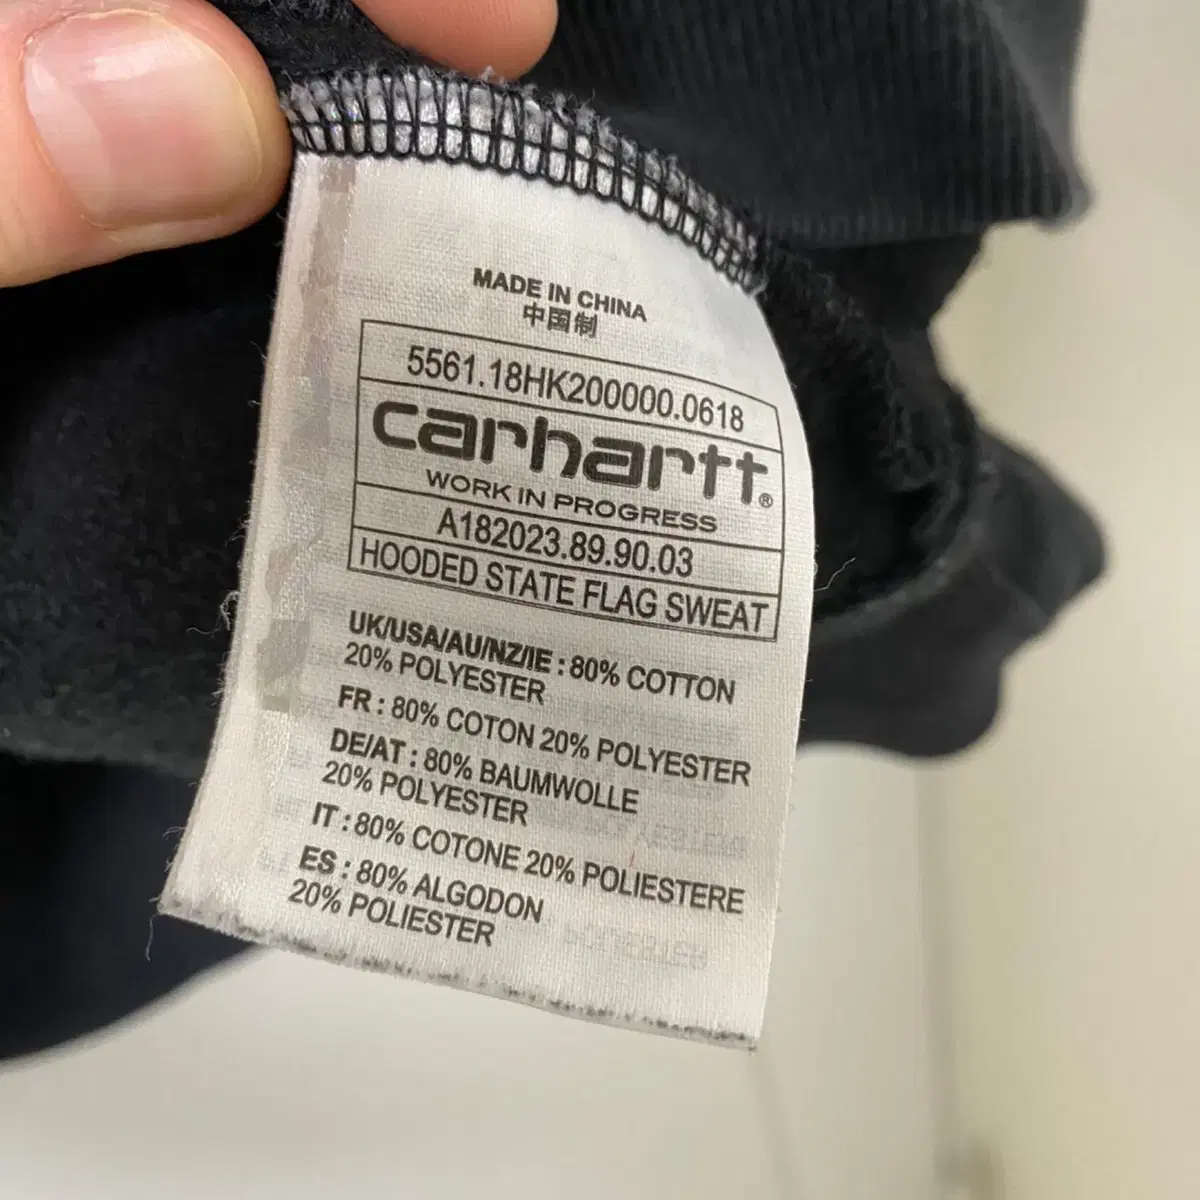 MADE IN CHINA
中国制
5561.18HK200000.0618
carhartt®
WORK IN PROGRESS
A182023.89.90.03
HOODED STATE FLAG SWEAT
UK/USA/AU/NZ/IE : 80% COTTON
20% POLYESTER
FR : 80% COTON 20% POLYESTER
DE/AT : 80% BAUMWOLLE
20% POLYESTER
IT : 80% COTONE 20% POLIESTERE
ES : 80% ALGODON
20% POLIESTER